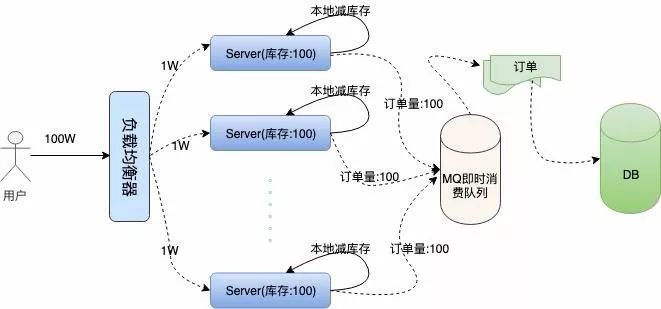 用户
100W
负载均衡器
1W
1W
1W
本地减库存
Server(库存:100)
本地减库存
Server(库存:100)
本地减库存
Server(库存:100)
订单量:100
订单量:100
订单量:100
MQ即时消
费队列
订单
DB